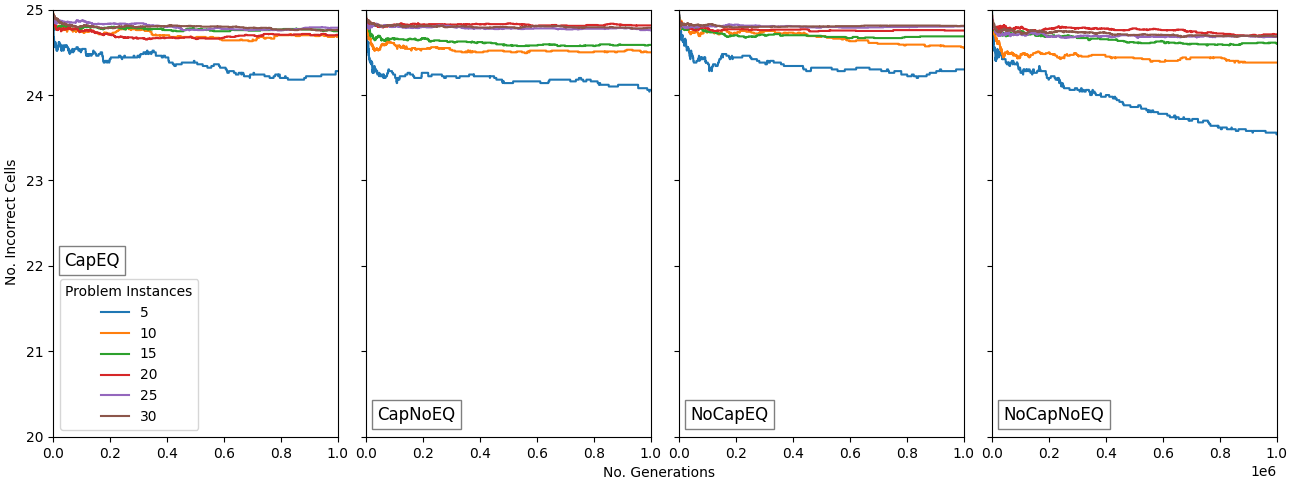 No. Incorrect Cells
25
24
23
22
21
20
CapEQ
Problem Instances
5
10
15
20
25
30
0.0 0.2 0.4 0.6 0.8 1.0
CapNoEQ
0.0 0.2 0.4 0.6 0.8 1.0
NoCapEQ
0.0 0.2 0.4 0.6 0.8 1.0
NoCapNoEQ
0.0 0.2 0.4 0.6 0.8 1.0
1e6
No. Generations